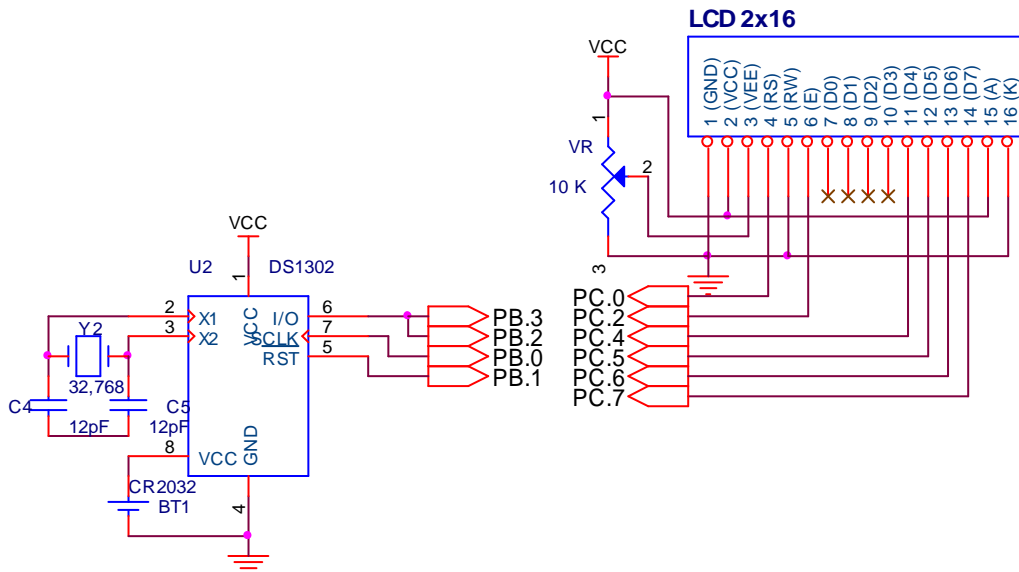 LCD 2x16
VCC
1 (GND)
2 (VCC)
3 (VEE)
4 (RS)
5 (RW)
6 (E)
7 (D0)
8 (D1)
9 (D2)
10 (D3)
11 (D4)
12 (D5)
13 (D6)
14 (D7)
15 (A)
16 (K)
1
VR
2
10 K
3
VCC
U2
1
DS1302
2
X1
VCC
I/O
6
PB.3
3
X2
SCLK
7
PB.2
RST
5
PB.0
PB.1
Y2
32,768
C4
12pF
C5
12pF
8
VCC
GND
CR2032
BT1
4
PC.0
PC.2
PC.4
PC.5
PC.6
PC.7